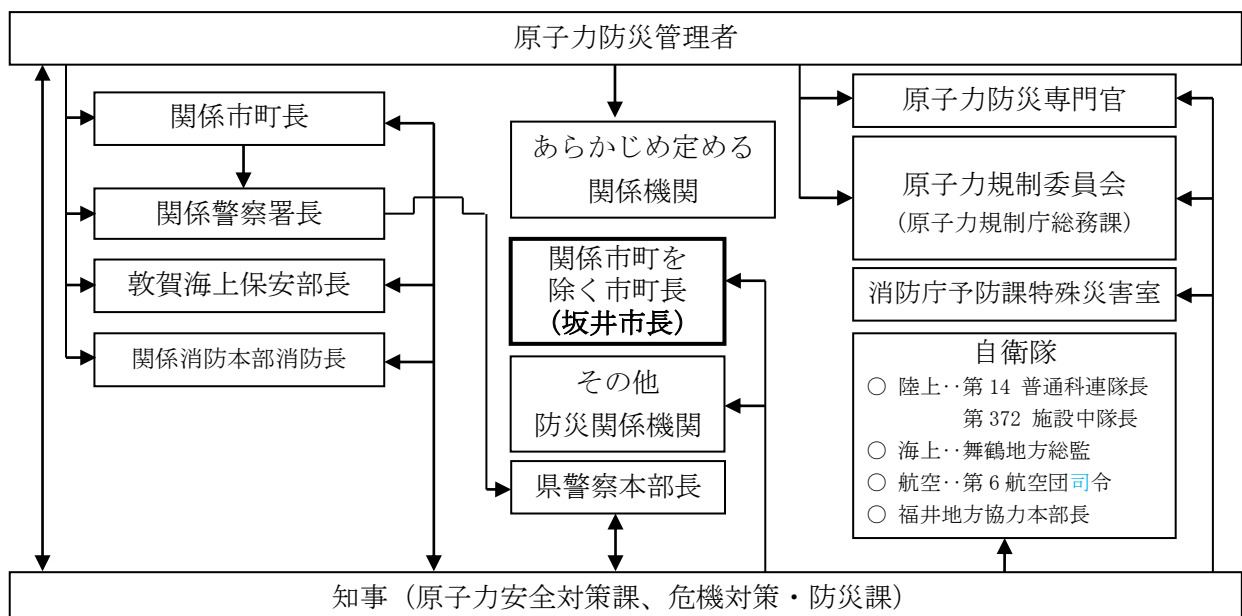 原子力防災管理者
関係市町長
関係警察署長
敦賀海上保安部長
関係消防本部消防長
あらかじめ定める
関係機関
関係市町を
除く市町長
(坂井市長)
その他
防災関係機関
県警察本部長
原子力防災専門官
原子力規制委員会
(原子力規制庁総務課)
消防庁予防課特殊災害室
自衛隊
○ 陸上‥第14 普通科連隊長
第372 施設中隊長
○ 海上‥舞鶴地方総監
○ 航空‥第6航空団司令
○ 福井地方協力本部長
知事（原子力安全対策課、危機対策・防災課）